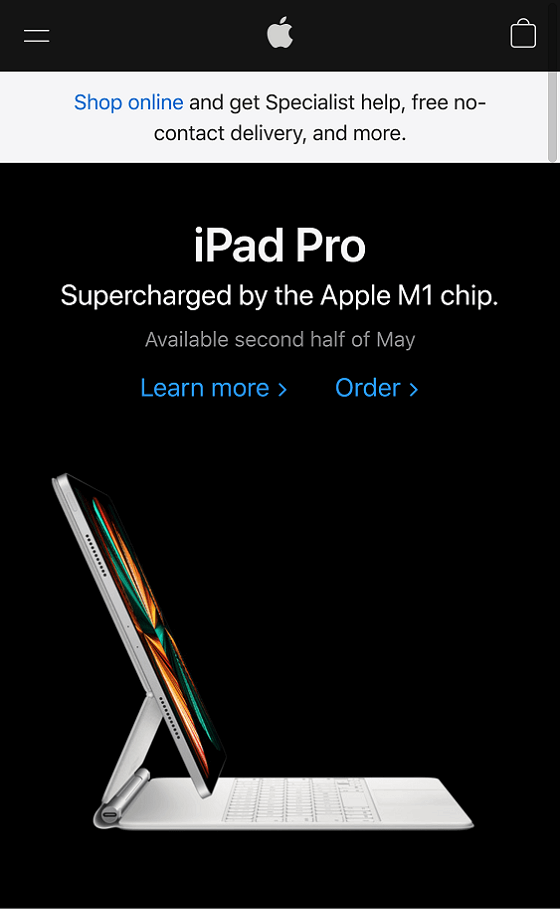 Shop online and get Specialist help, free no-
contact delivery, and more.
iPad Pro
Supercharged by the Apple M1 chip.
Available second half of May
Learn more > Order >